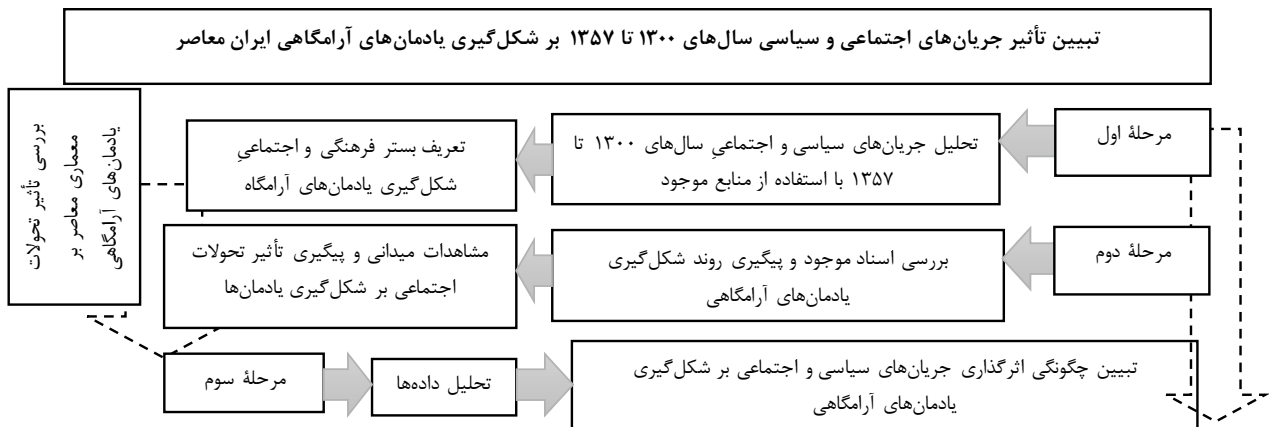 تبیین تأثیر جریان‌های اجتماعی و سیاسی سال‌های ۱۳۰۰ تا ۱۳۵۷ بر شکل‌گیری یادمان‌های آرامگاهی ایران معاصر
مرحلۀ اول
تحلیل جریان‌های سیاسی و اجتماعیِ سال‌های ۱۳۰۰ تا
۱۳۵۷ با استفاده از منابع موجود
تعریف بستر فرهنگی و اجتماعیِ
شکل‌گیری یادمان‌های آرامگاه
بررسی تأثیر تحولات
معماری معاصر بر
یادمان‌های آرامگاهی
مرحلۀ دوم
بررسی اسناد موجود و پیگیری روند شکل‌گیری
یادمان‌های آرامگاهی
مشاهدات میدانی و پیگیری تأثیر تحولات
اجتماعی بر شکل‌گیری یادمان‌ها
مرحلۀ سوم
تحلیل داده‌ها
تبیین چگونگی اثرگذاری جریان‌های سیاسی و اجتماعی بر شکل‌گیری
یادمان‌های آرامگاهی